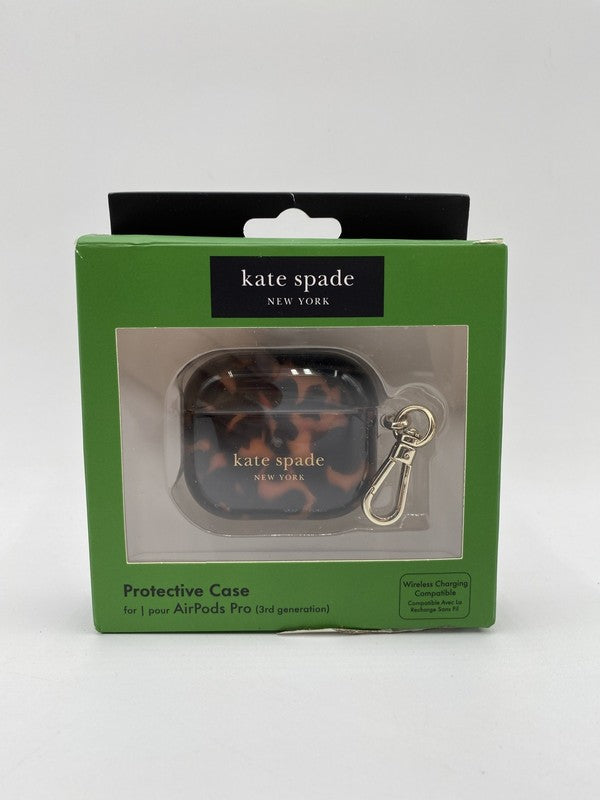 kate spade
NEW YORK
kate spade
NEW YORK
Protective Case
for | pour AirPods Pro (3rd generation)
Wireless Charging
Compatible
Compatible Avec La
Recharge Sans Fil